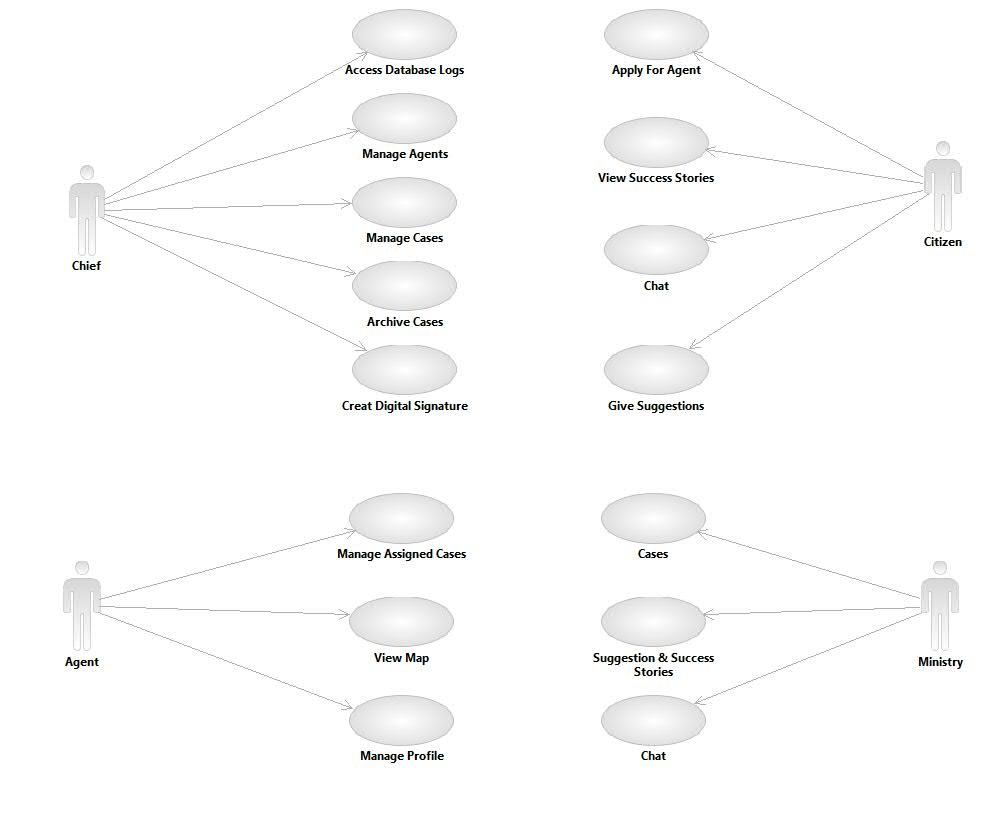 Access Database Logs
Apply For Agent
Manage Agents
View Success Stories
Manage Cases
Citizen
Chief
Chat
Archive Cases
Creat Digital Signature
Give Suggestions
Manage Assigned Cases
Cases
View Map
Suggestion & Success
Stories
Agent
Ministry
Manage Profile
Chat